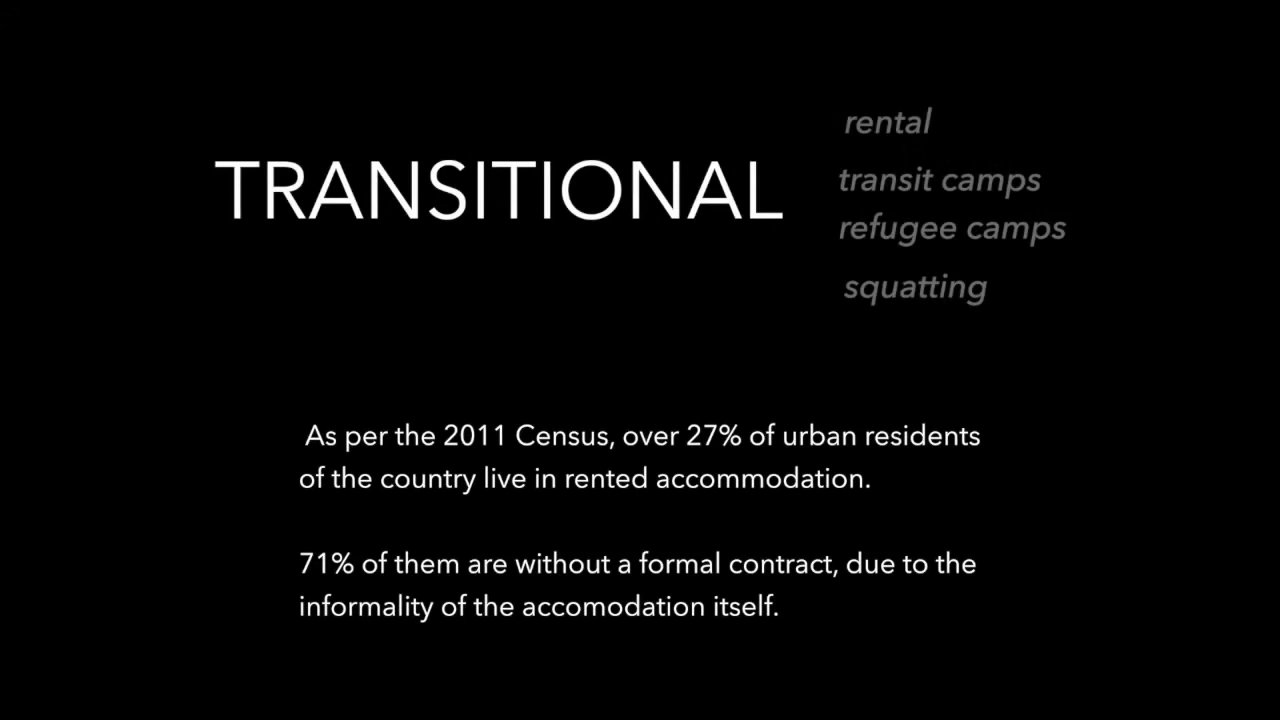 TRANSITIONAL
rental
transit camps
refugee camps
squatting
As per the 2011 Census, over 27% of urban residents
of the country live in rented accommodation.
71% of them are without a formal contract, due to the
informality of the accomodation itself.